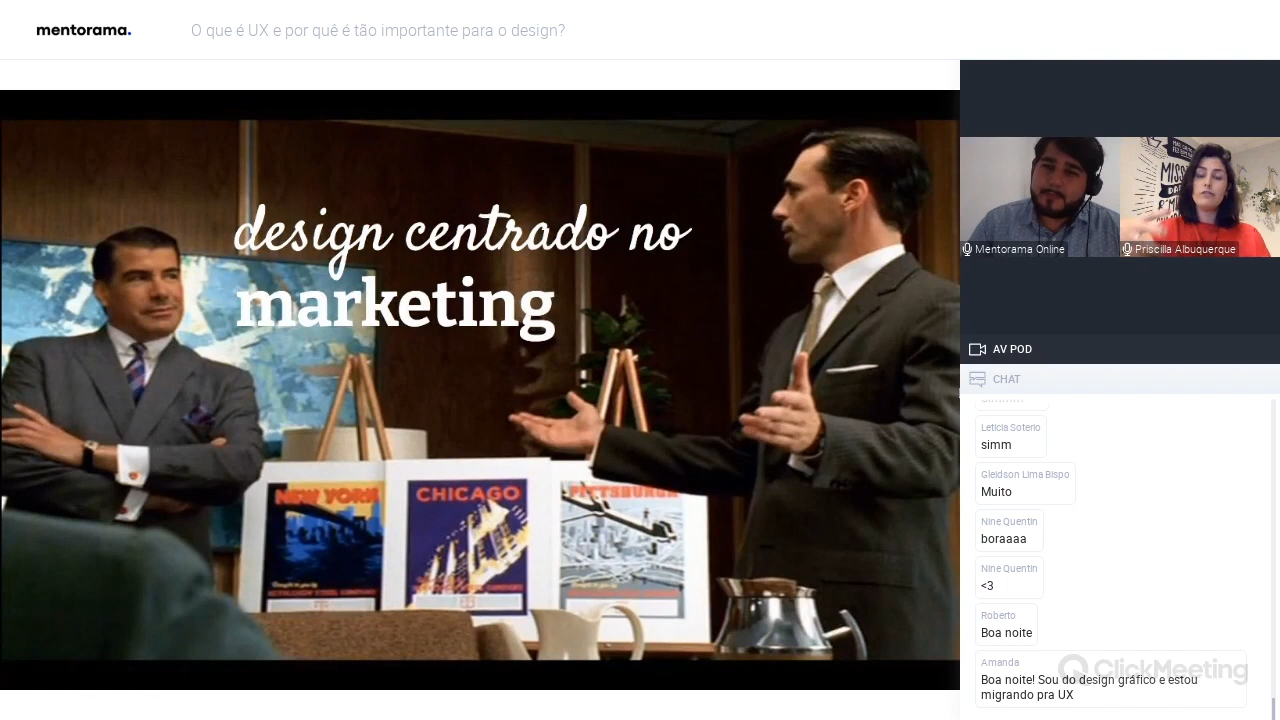 mentorama.
O que é UX e por quê é tão importante para o design?
design centrado no
marketing
NEW YORK
CHICAGO
PITTSBURGH
Mentorama Online
Priscilla Albuquerque
AV POD
CHAT
Leticia Soterio
simm
Gleidson Lima Bispo
Muito
Nine Quentin
boraaaa
Nine Quentin
<3
Roberto
Boa noite
ClickMeeting
Amanda
Boa noite! Sou do design gráfico e estou
migrando pra UX